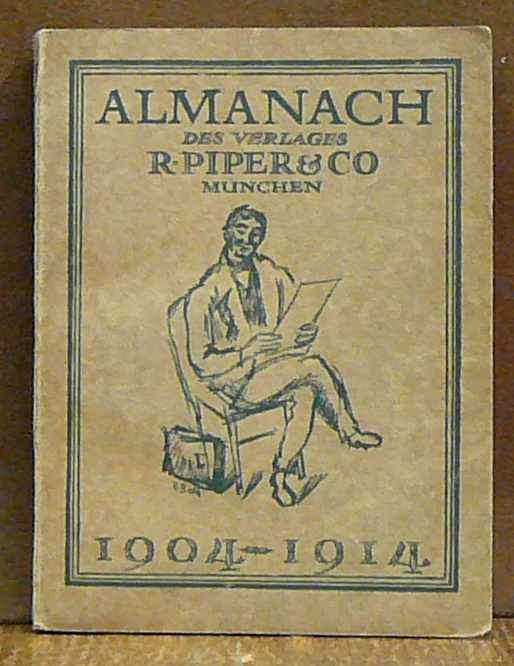 ALMANACH
DES VERLAGES
R·PIPER & CO
MÜNCHEN
1904–1914